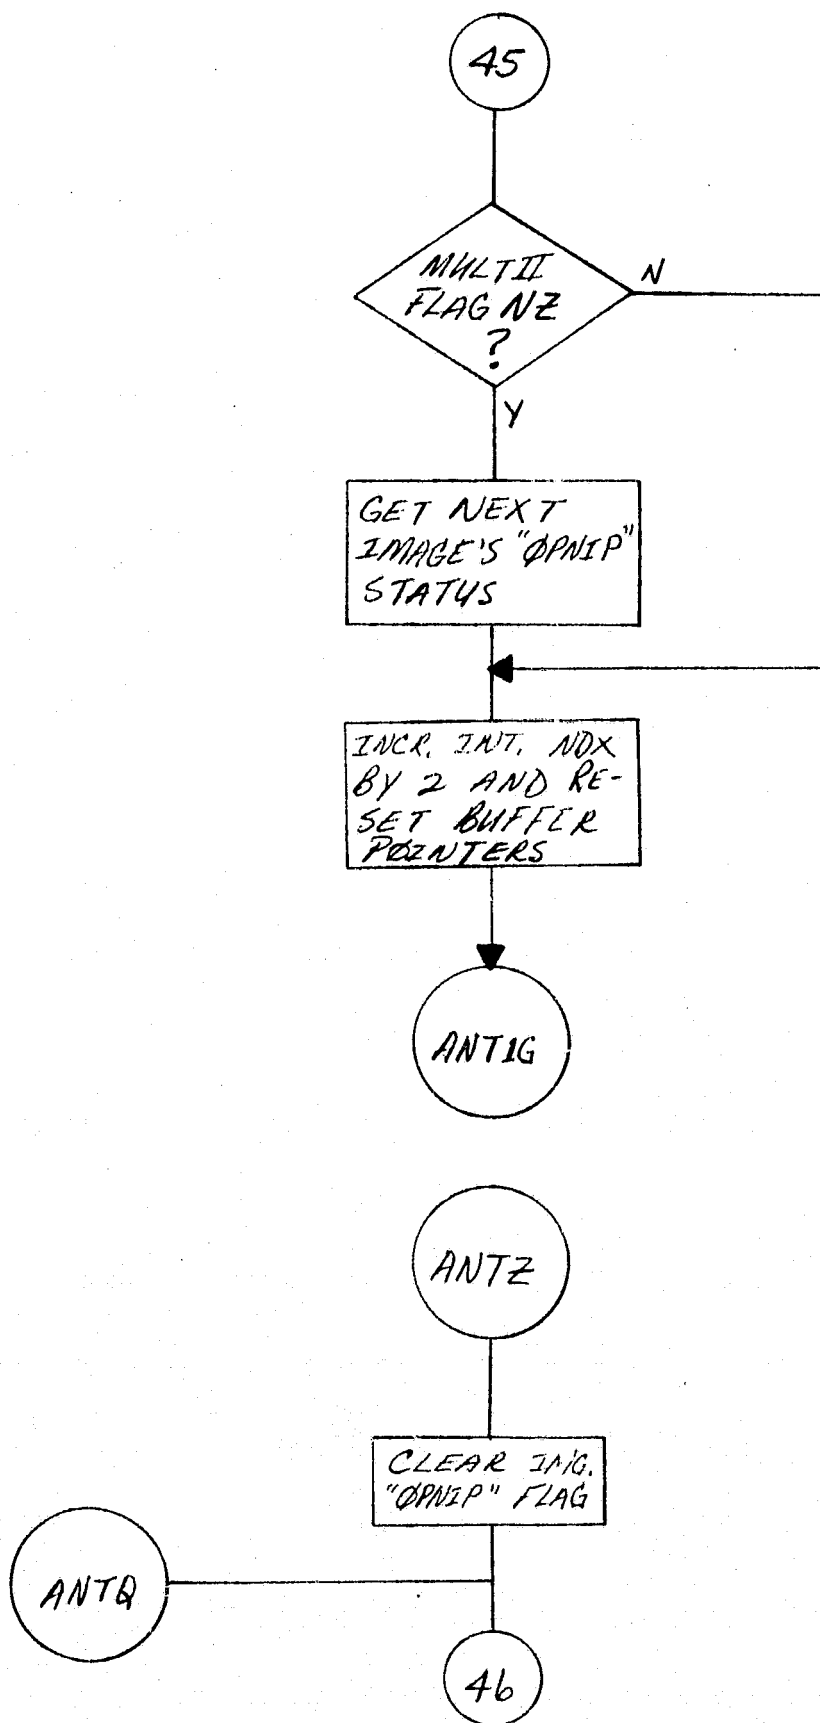 45
MULTII
FLAG NZ
?
N
Y
GET NEXT
IMAGE'S "ØPNIP"
STATUS
INCR. INT. NDX
BY 2 AND RE-
SET BUFFER
PØINTERS
ANT1G
ANTZ
CLEAR IMG.
"ØPNIP" FLAG
ANTQ
46